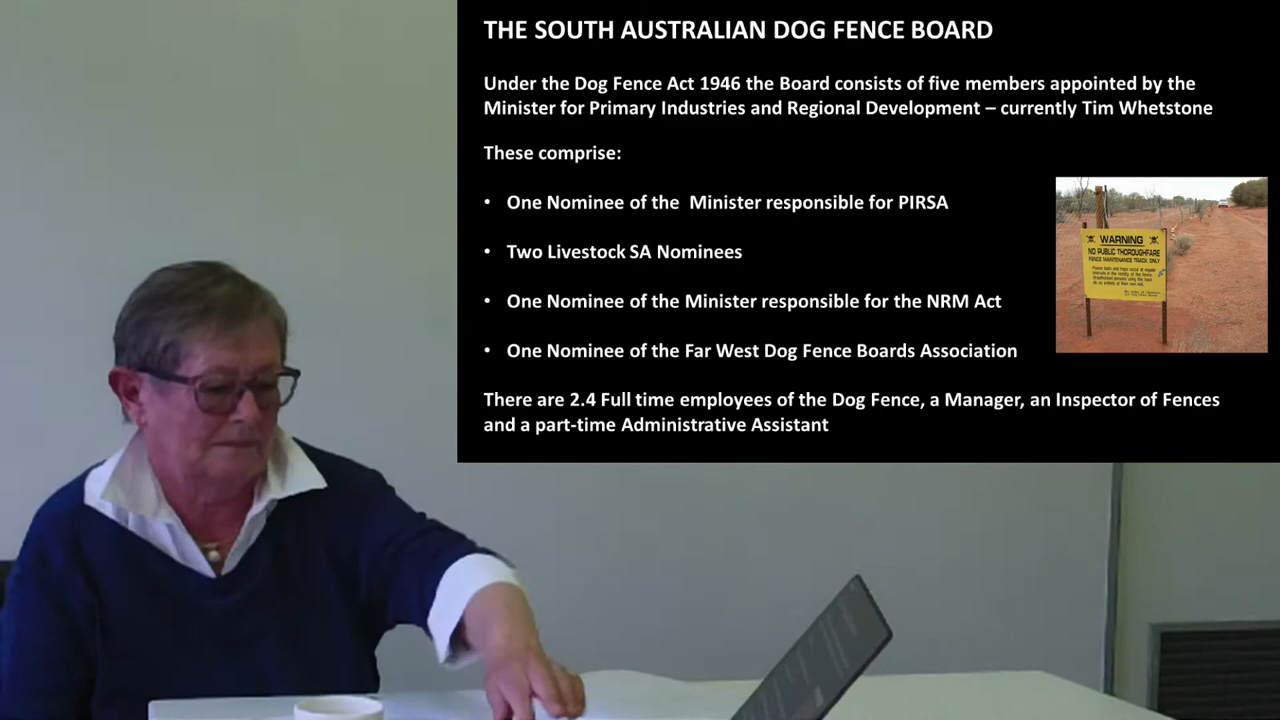 THE SOUTH AUSTRALIAN DOG FENCE BOARD
Under the Dog Fence Act 1946 the Board consists of five members appointed by the
Minister for Primary Industries and Regional Development – currently Tim Whetstone
These comprise:
• One Nominee of the  Minister responsible for PIRSA
• Two Livestock SA Nominees
• One Nominee of the Minister responsible for the NRM Act
• One Nominee of the Far West Dog Fence Boards Association
There are 2.4 Full time employees of the Dog Fence, a Manager, an Inspector of Fences
and a part-time Administrative Assistant
WARNING
NO PUBLIC THOROUGHFARE
FENCE MAINTENANCE TRACK ONLY